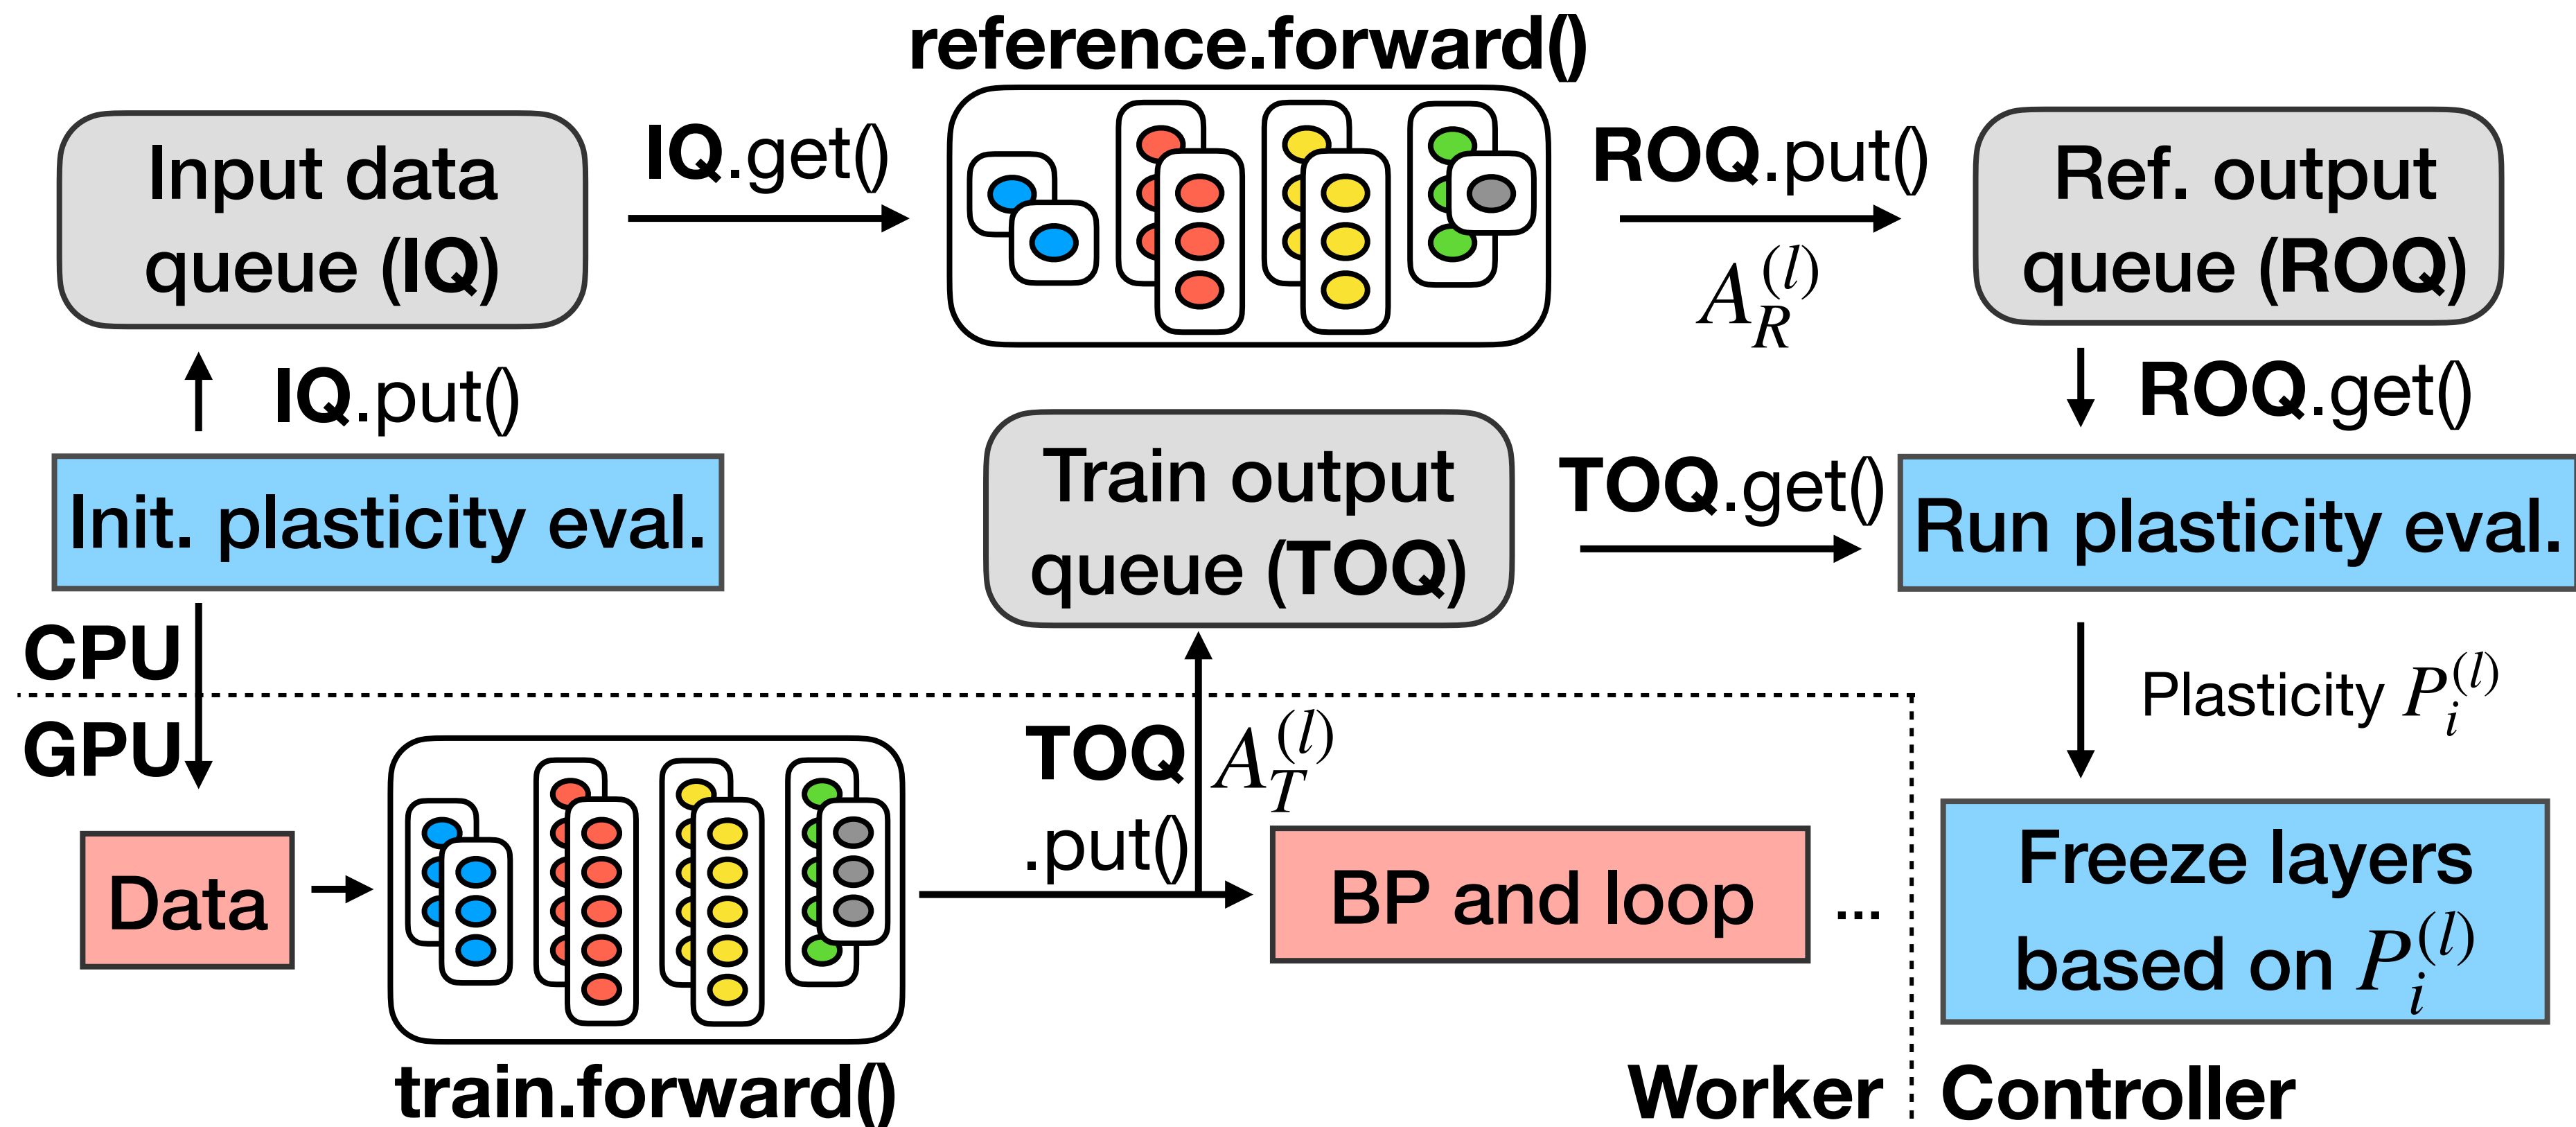 reference.forward()
Input data
queue (IQ)
IQ.get()
ROQ.put()
A_R^{(l)}
Ref. output
queue (ROQ)
IQ.put()
ROQ.get()
Init. plasticity eval.
Train output
queue (TOQ)
TOQ.get()
Run plasticity eval.
CPU
GPU
Plasticity P_i^{(l)}
TOQ
.put()
A_T^{(l)}
Data
BP and loop
...
Freeze layers
based on P_i^{(l)}
train.forward()
Worker
Controller